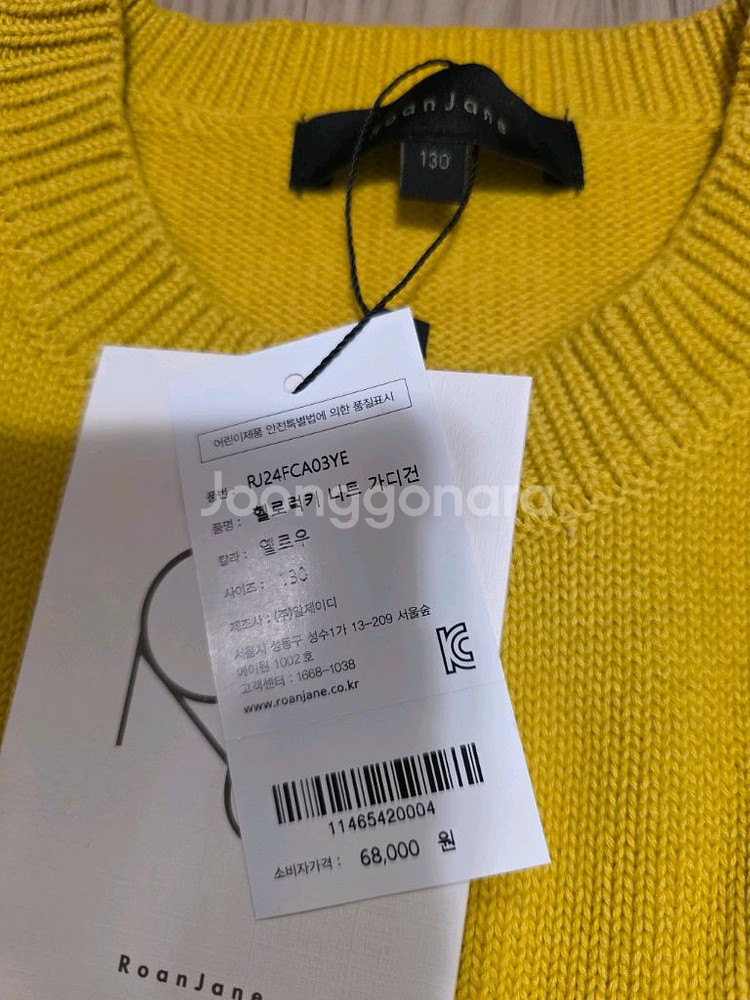 RoanJane
130
어린이제품 안전특별법에 의한 품질표시
품번 : RJ24FCA03YE
품명 : 헬로럭키 니트 가디건
칼라 : 옐로우
사이즈 : 130
제조사 : (주)알제이디
서울시 성동구 성수1가 13-209 서울숲
에이원 1002호
고객센터 : 1668-1038
www.roanjane.co.kr
11465420004
소비자가격 : 68,000 원
RoanJane
Joonggonara